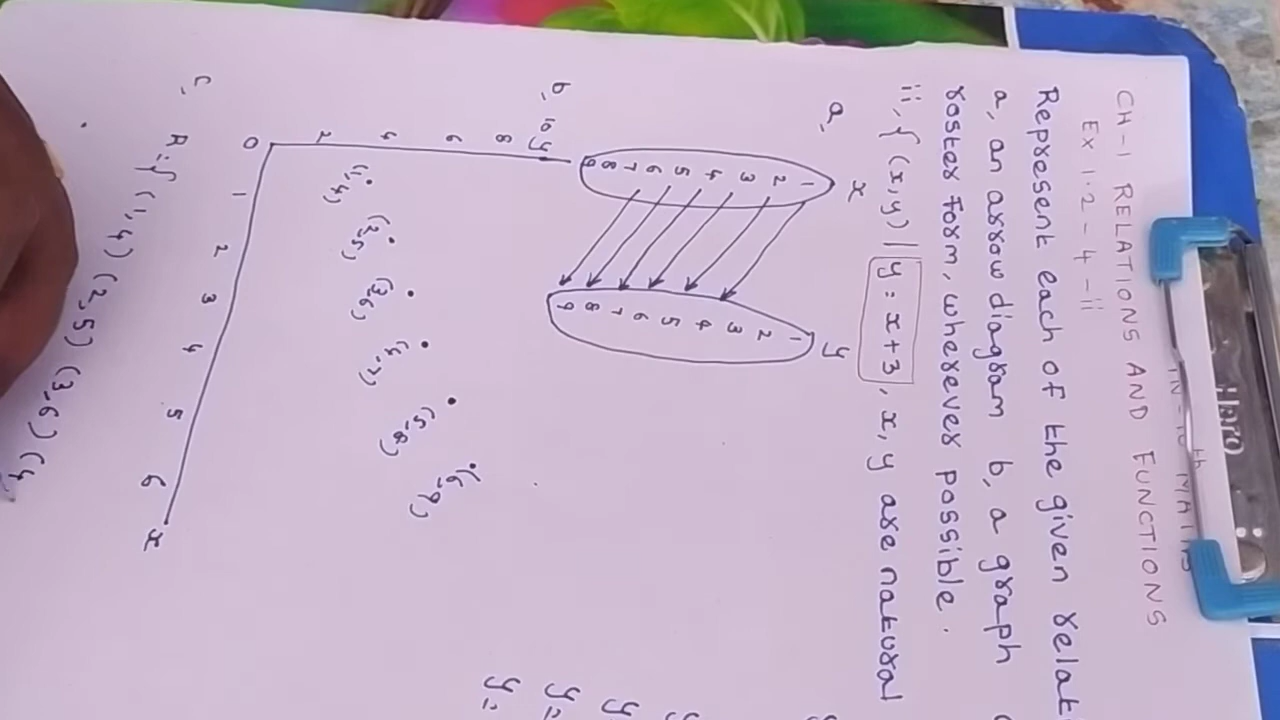 Hero
IN - 10th MATHS
CH-1 RELATIONS AND FUNCTIONS
EX 1.2 - 4 - ii
Represent each of the given relat
a, an arrow diagram b, a graph
roster form, wherever possible.
ii, { (x,y) | y = x+3, x, y are natural
a,
x y
1 2 3 4 5 6 7 8 9
1 2 3 4 5 6 7 8 9
b,
y
10
8
6
4
2
0 1 2 3 4 5 6 x
(1,4) (2,5) (3,6) (4,7) (5,8) (6,9)
y=
y=
c, R = { (1,4) (2,5) (3,6) (4,